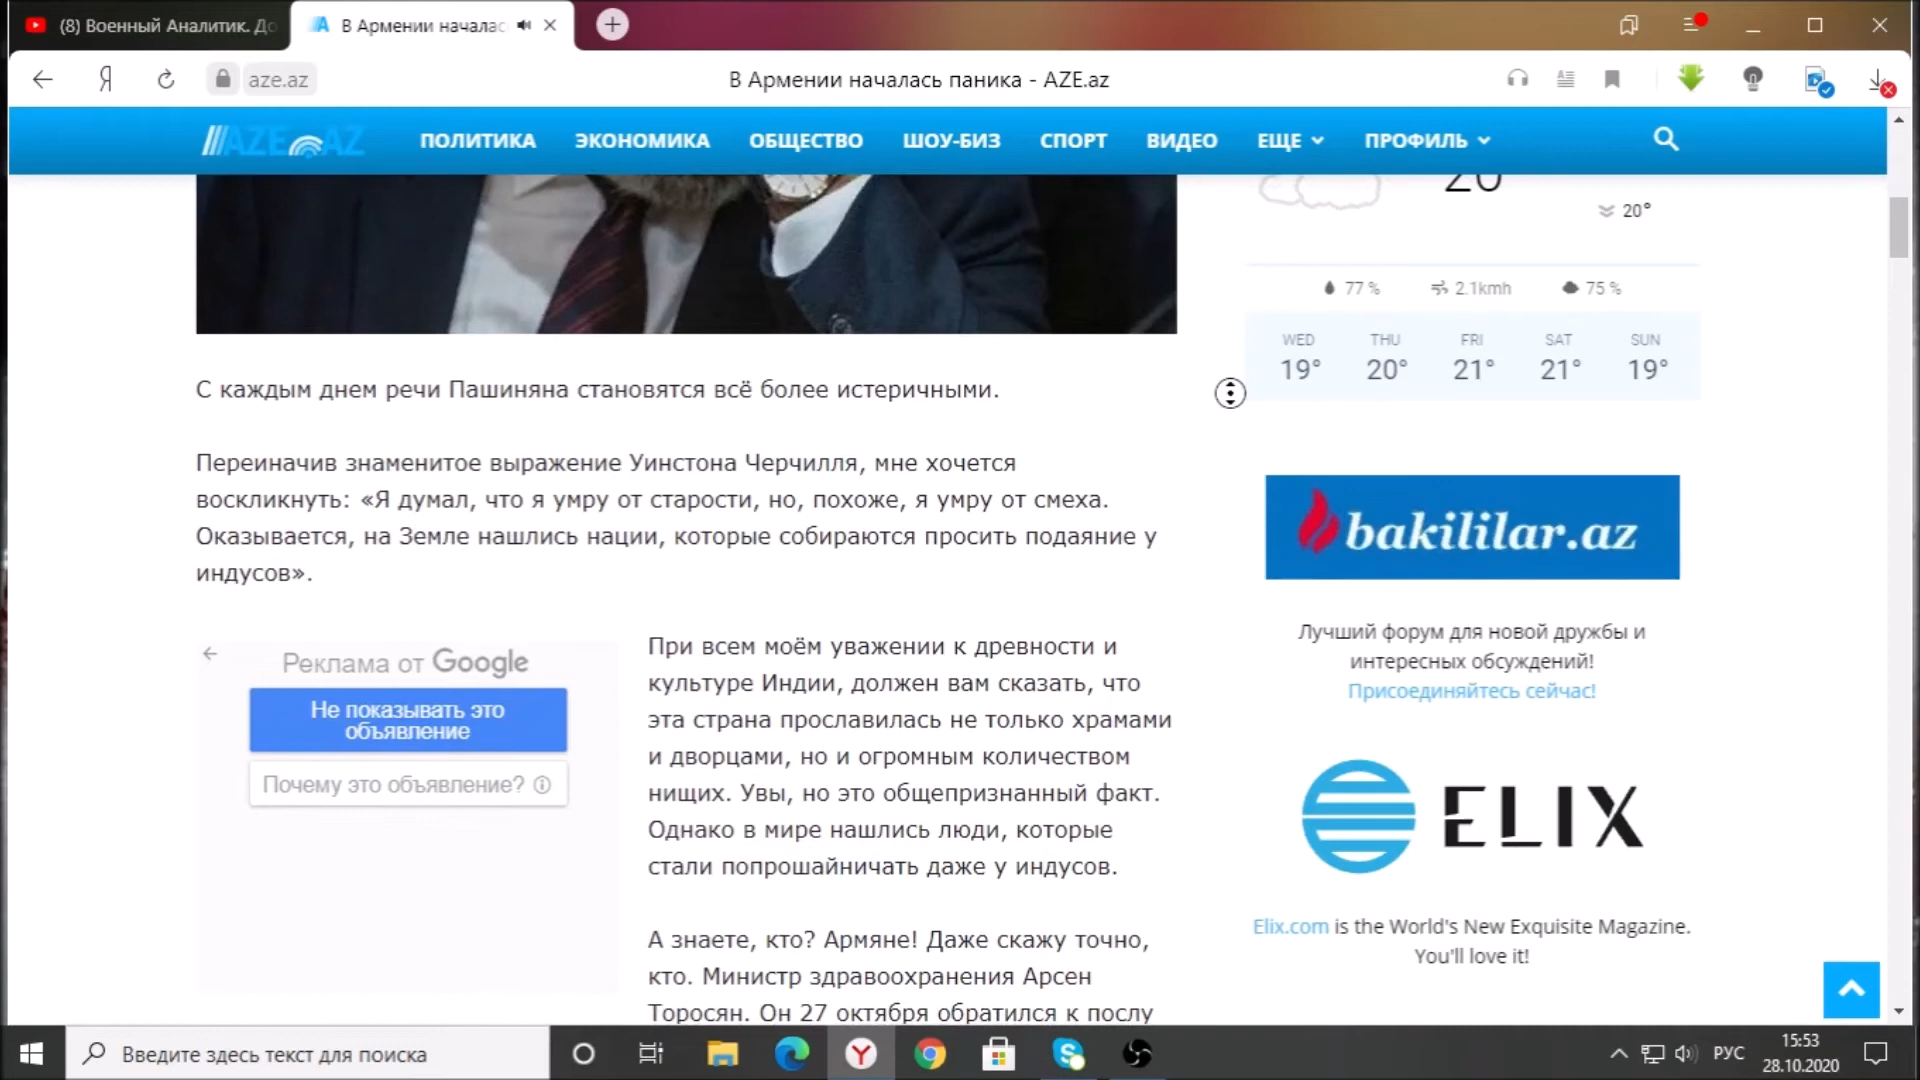 (8) Военный Аналитик. До
В Армении началас
aze.az
В Армении началась паника - AZE.az
AZE AZ
ПОЛИТИКА
ЭКОНОМИКА
ОБЩЕСТВО
ШОУ-БИЗ
СПОРТ
ВИДЕО
ЕЩЕ
ПРОФИЛЬ
20
20°
77 %
2.1kmh
75 %
WED THU FRI SAT SUN
19° 20° 21° 21° 19°
С каждым днем речи Пашиняна становятся всё более истеричными.
Переиначив знаменитое выражение Уинстона Черчилля, мне хочется
воскликнуть: «Я думал, что я умру от старости, но, похоже, я умру от смеха.
Оказывается, на Земле нашлись нации, которые собираются просить подаяние у
индусов».
Реклама от Google
Не показывать это
объявление
Почему это объявление?
При всем моём уважении к древности и
культуре Индии, должен вам сказать, что
эта страна прославилась не только храмами
и дворцами, но и огромным количеством
нищих. Увы, но это общепризнанный факт.
Однако в мире нашлись люди, которые
стали попрошайничать даже у индусов.
А знаете, кто? Армяне! Даже скажу точно,
кто. Министр здравоохранения Арсен
Торосян. Он 27 октября обратился к послу
bakililar.az
Лучший форум для новой дружбы и
интересных обсуждений!
Присоединяйтесь сейчас!
ELIX
Elix.com is the World's New Exquisite Magazine.
You'll love it!
Введите здесь текст для поиска
РУС
15:53
28.10.2020